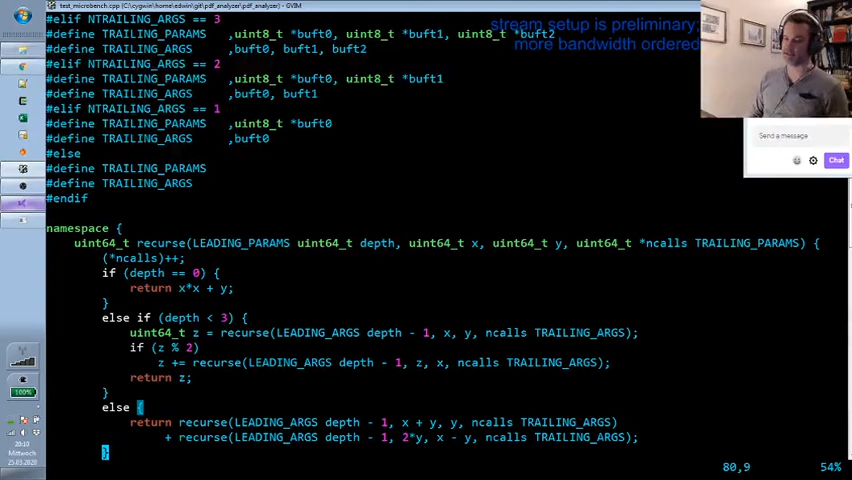 test_microbench.cpp (C:\cygwin\home\edwin\git\pdf_analyzer\pdf_analyzer) - GVIM
stream setup is preliminary;
more bandwidth ordered
#elif NTRAILING_ARGS == 3
#define TRAILING_PARAMS ,uint8_t *buft0, uint8_t *buft1, uint8_t *buft2
#define TRAILING_ARGS ,buft0, buft1, buft2
#elif NTRAILING_ARGS == 2
#define TRAILING_PARAMS ,uint8_t *buft0, uint8_t *buft1
#define TRAILING_ARGS ,buft0, buft1
#elif NTRAILING_ARGS == 1
#define TRAILING_PARAMS ,uint8_t *buft0
#define TRAILING_ARGS ,buft0
#else
#define TRAILING_PARAMS
#define TRAILING_ARGS
#endif
namespace {
uint64_t recurse(LEADING_PARAMS uint64_t depth, uint64_t x, uint64_t y, uint64_t *ncalls TRAILING_PARAMS) {
(*ncalls)++;
if (depth == 0) {
return x*x + y;
}
else if (depth < 3) {
uint64_t z = recurse(LEADING_ARGS depth - 1, x, y, ncalls TRAILING_ARGS);
if (z % 2)
z += recurse(LEADING_ARGS depth - 1, z, x, ncalls TRAILING_ARGS);
return z;
}
else {
return recurse(LEADING_ARGS depth - 1, x + y, y, ncalls TRAILING_ARGS)
+ recurse(LEADING_ARGS depth - 1, 2*y, x - y, ncalls TRAILING_ARGS);
}
80,9 54%
Send a message
Chat
100%
20:10
Mittwoch
25.03.2020